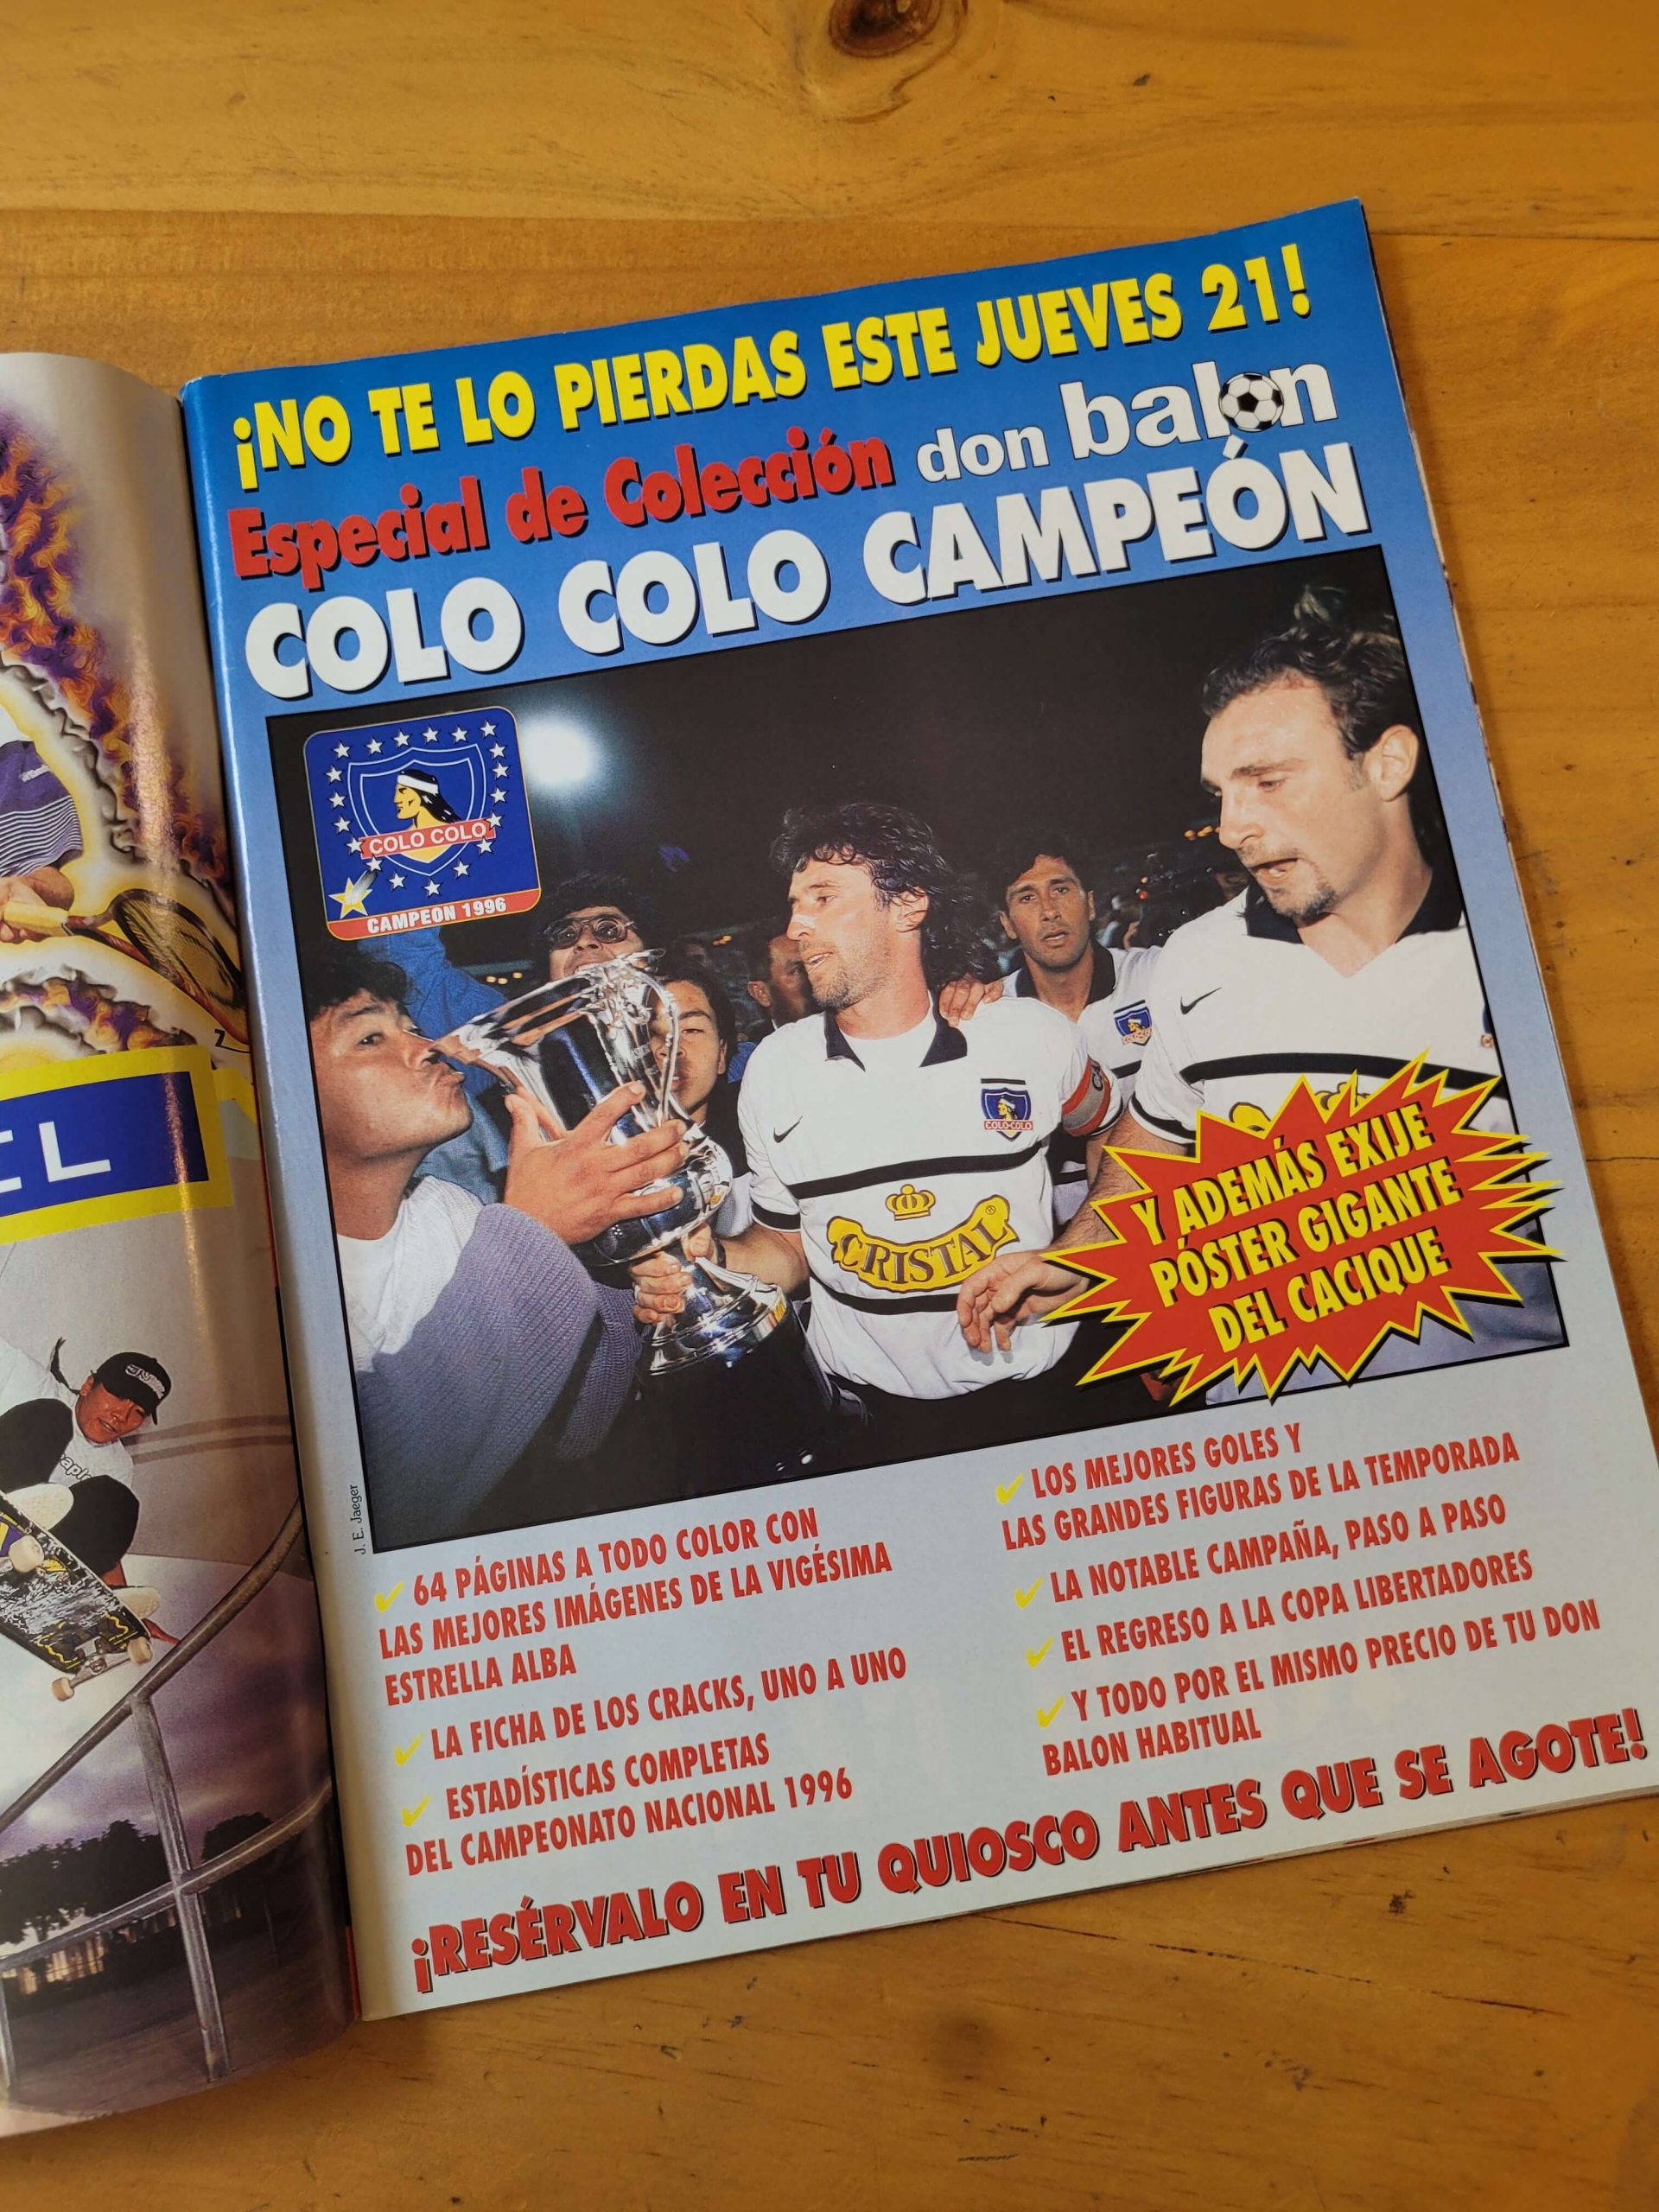 ¡NO TE LO PIERDAS ESTE JUEVES 21!
Especial de Colección don balon
COLO COLO CAMPEÓN
COLO COLO
CAMPEON 1996
COLO-COLO
CRISTAL
Y ADEMÁS EXIJE
PÓSTER GIGANTE
DEL CACIQUE
EL
J. E. Jaeger
✓ 64 PÁGINAS A TODO COLOR CON
LAS MEJORES IMÁGENES DE LA VIGÉSIMA
ESTRELLA ALBA
✓ LA FICHA DE LOS CRACKS, UNO A UNO
✓ ESTADÍSTICAS COMPLETAS
DEL CAMPEONATO NACIONAL 1996
✓ LOS MEJORES GOLES Y
LAS GRANDES FIGURAS DE LA TEMPORADA
✓ LA NOTABLE CAMPAÑA, PASO A PASO
✓ EL REGRESO A LA COPA LIBERTADORES
✓ Y TODO POR EL MISMO PRECIO DE TU DON
BALON HABITUAL
¡RESÉRVALO EN TU QUIOSCO ANTES QUE SE AGOTE!